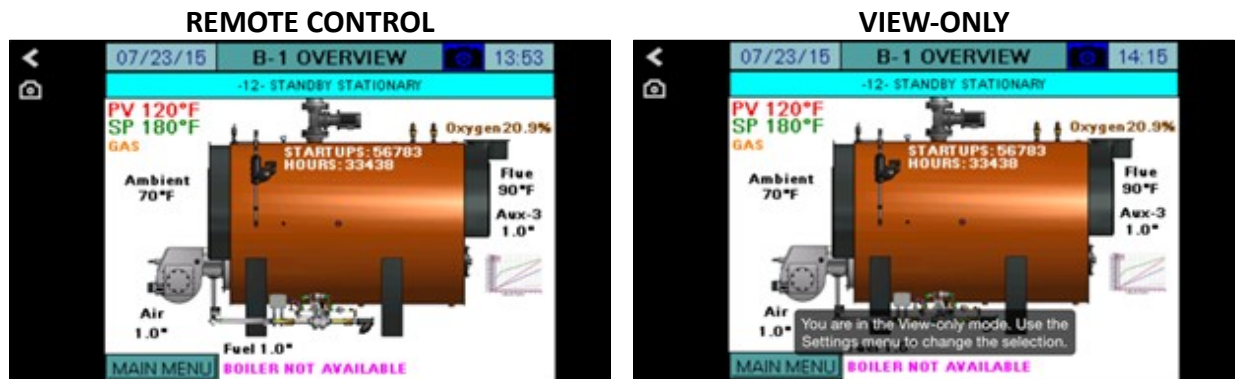 REMOTE CONTROL
07/23/15 B-1 OVERVIEW 13:53
-12- STANDBY STATIONARY
PV 120°F
SP 180°F
Oxygen 20.9%
GAS
STARTUPS: 56783
HOURS: 33438
Ambient
70°F
Flue
90°F
Aux-3
1.0°
Air
1.0°
Fuel 1.0°
MAIN MENU BOILER NOT AVAILABLE
VIEW-ONLY
07/23/15 B-1 OVERVIEW 14:15
-12- STANDBY STATIONARY
PV 120°F
SP 180°F
Oxygen 20.9%
GAS
STARTUPS: 56783
HOURS: 33438
Ambient
70°F
Flue
90°F
Aux-3
1.0°
Air
1.0°
You are in the View-only mode. Use the
Settings menu to change the selection.
MAIN MENU BOILER NOT AVAILABLE